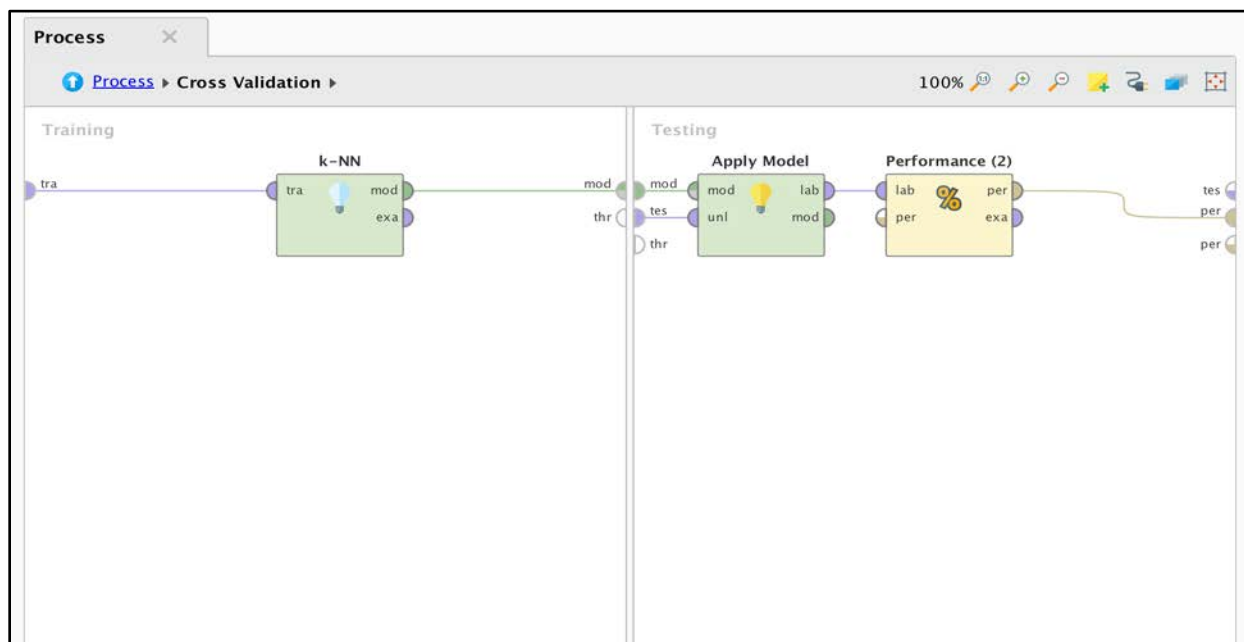 Process
Process ▸ Cross Validation ▸
100%
Training
Testing
k-NN
Apply Model
Performance (2)
tra
tra
mod
mod
mod
mod
lab
lab
per
tes
exa
thr
tes
unl
mod
per
exa
per
thr
per